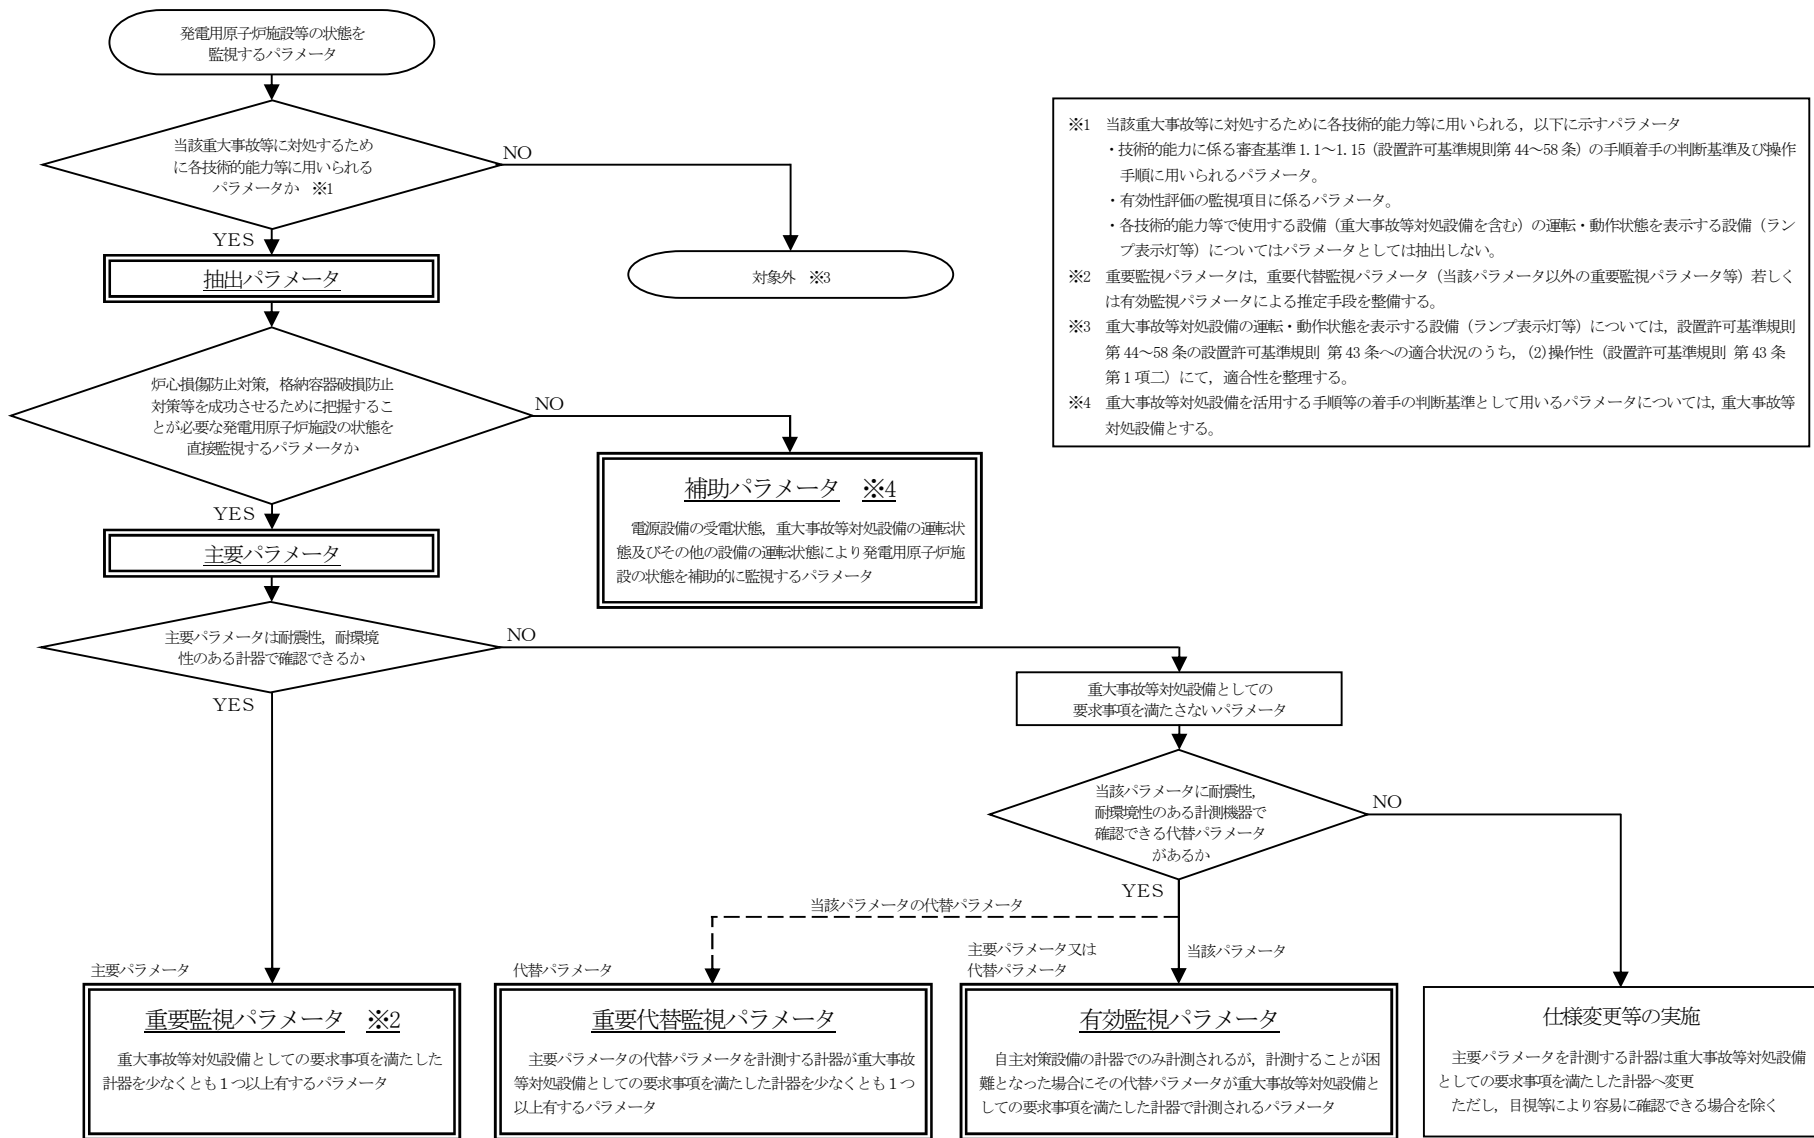 発電用原子炉施設等の状態を
監視するパラメータ
当該重大事故等に対処するため
に各技術的能力等に用いられる
パラメータか　※1
NO
YES
抽出パラメータ
対象外　※3
※1　当該重大事故等に対処するために各技術的能力等に用いられる，以下に示すパラメータ
・技術的能力に係る審査基準 1.1～1.15（設置許可基準規則第 44～58 条）の手順着手の判断基準及び操作
手順に用いられるパラメータ。
・有効性評価の監視項目に係るパラメータ。
・各技術的能力等で使用する設備（重大事故等対処設備を含む）の運転・動作状態を表示する設備（ラン
プ表示灯等）についてはパラメータとしては抽出しない。
※2　重要監視パラメータは，重要代替監視パラメータ（当該パラメータ以外の重要監視パラメータ等）若しく
は有効監視パラメータによる推定手段を整備する。
※3　重大事故等対処設備の運転・動作状態を表示する設備（ランプ表示灯等）については，設置許可基準規則
第 44～58 条の設置許可基準規則 第 43 条への適合状況のうち，(2)操作性（設置許可基準規則 第 43 条
第 1 項二）にて，適合性を整理する。
※4　重大事故等対処設備を活用する手順等の着手の判断基準として用いるパラメータについては，重大事故等
対処設備とする。
炉心損傷防止対策，格納容器破損防止
対策等を成功させるために把握するこ
とが必要な発電用原子炉施設の状態を
直接監視するパラメータか
NO
YES
補助パラメータ　※4
電源設備の受電状態，重大事故等対処設備の運転状
態及びその他の設備の運転状態により発電用原子炉施
設の状態を補助的に監視するパラメータ
主要パラメータ
主要パラメータは耐震性，耐環境
性のある計器で確認できるか
NO
YES
重大事故等対処設備としての
要求事項を満たさないパラメータ
当該パラメータに耐震性，
耐環境性のある計測機器で
確認できる代替パラメータ
があるか
NO
YES
当該パラメータの代替パラメータ
主要パラメータ又は
代替パラメータ
当該パラメータ
主要パラメータ
代替パラメータ
重要監視パラメータ　※2
重大事故等対処設備としての要求事項を満たした
計器を少なくとも 1 つ以上有するパラメータ
重要代替監視パラメータ
主要パラメータの代替パラメータを計測する計器が重大事故
等対処設備としての要求事項を満たした計器を少なくとも 1 つ
以上有するパラメータ
有効監視パラメータ
自主対策設備の計器でのみ計測されるが，計測することが困
難となった場合にその代替パラメータが重大事故等対処設備と
しての要求事項を満たした計器で計測されるパラメータ
仕様変更等の実施
主要パラメータを計測する計器は重大事故等対処設備
としての要求事項を満たした計器へ変更
ただし，目視等により容易に確認できる場合を除く